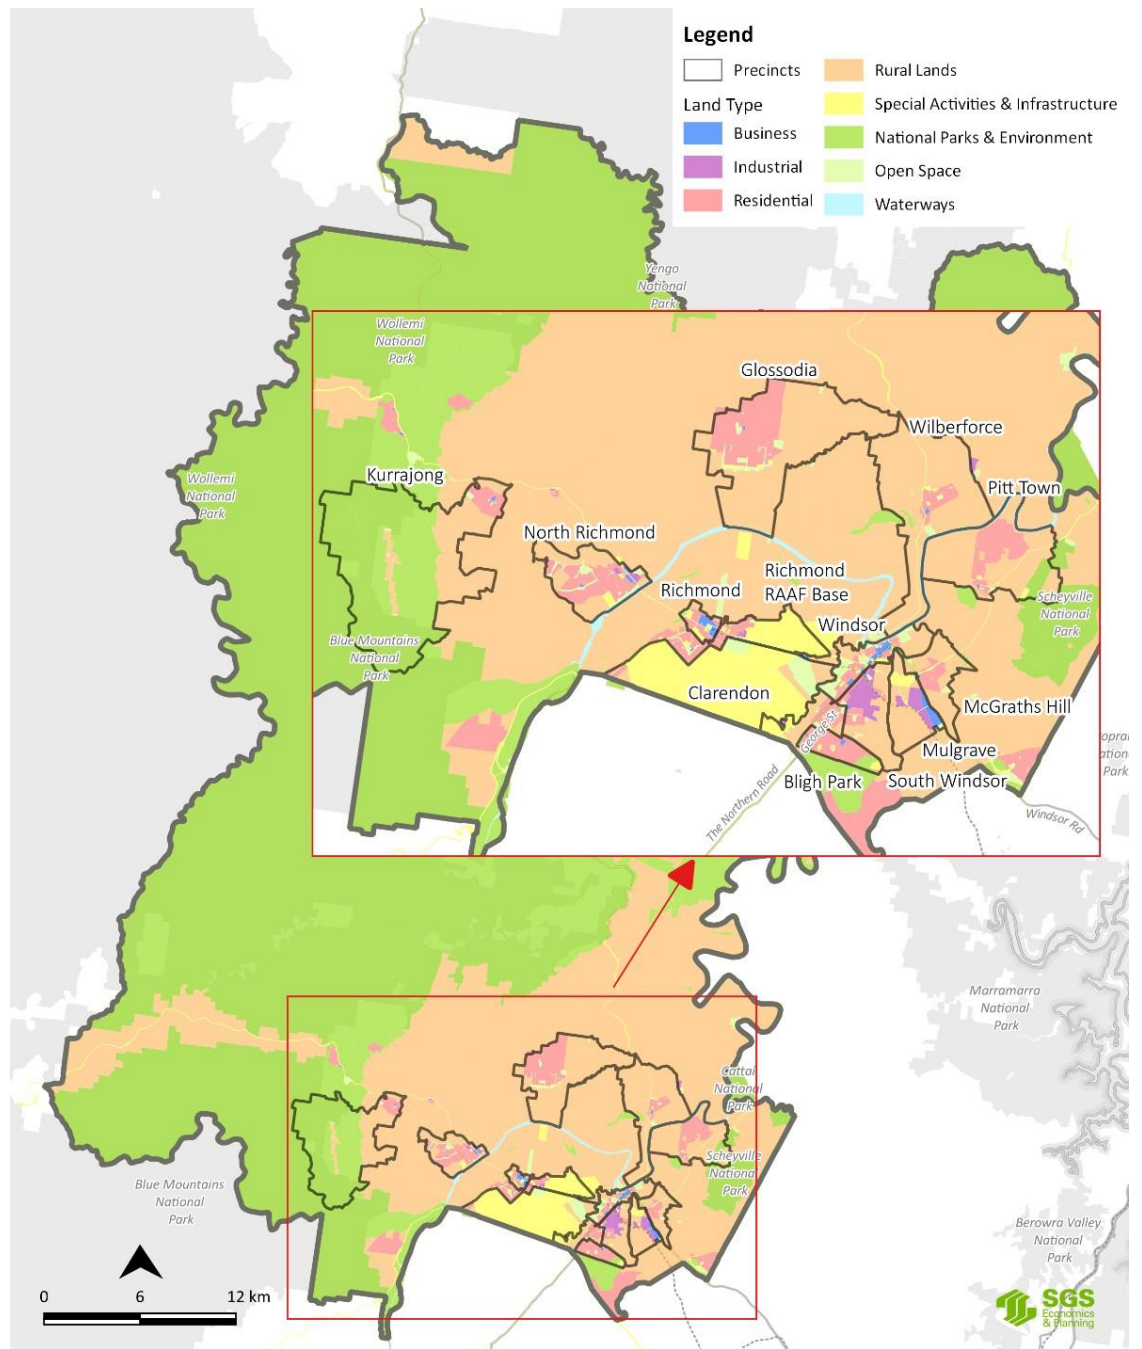 Legend
Precincts
Land Type
Business
Industrial
Residential
Rural Lands
Special Activities & Infrastructure
National Parks & Environment
Open Space
Waterways
Yengo
National
Park
Wollemi
National
Park
Glossodia
Wilberforce
Kurrajong
Wollemi
National
Park
Pitt Town
North Richmond
Richmond
Richmond
RAAF Base
Windsor
Scheyville
National
Park
Blue Mountains
National
Park
Clarendon
McGraths Hill
George St
Mulgrave
Bligh Park
South Windsor
The Northern Road
Windsor Rd
Park
Marramarra
National
Park
Cattai
National
Park
Scheyville
National
Park
Blue Mountains
National
Park
Berowra Valley
National
Park
0 6 12 km
SGS
Economics
& Planning